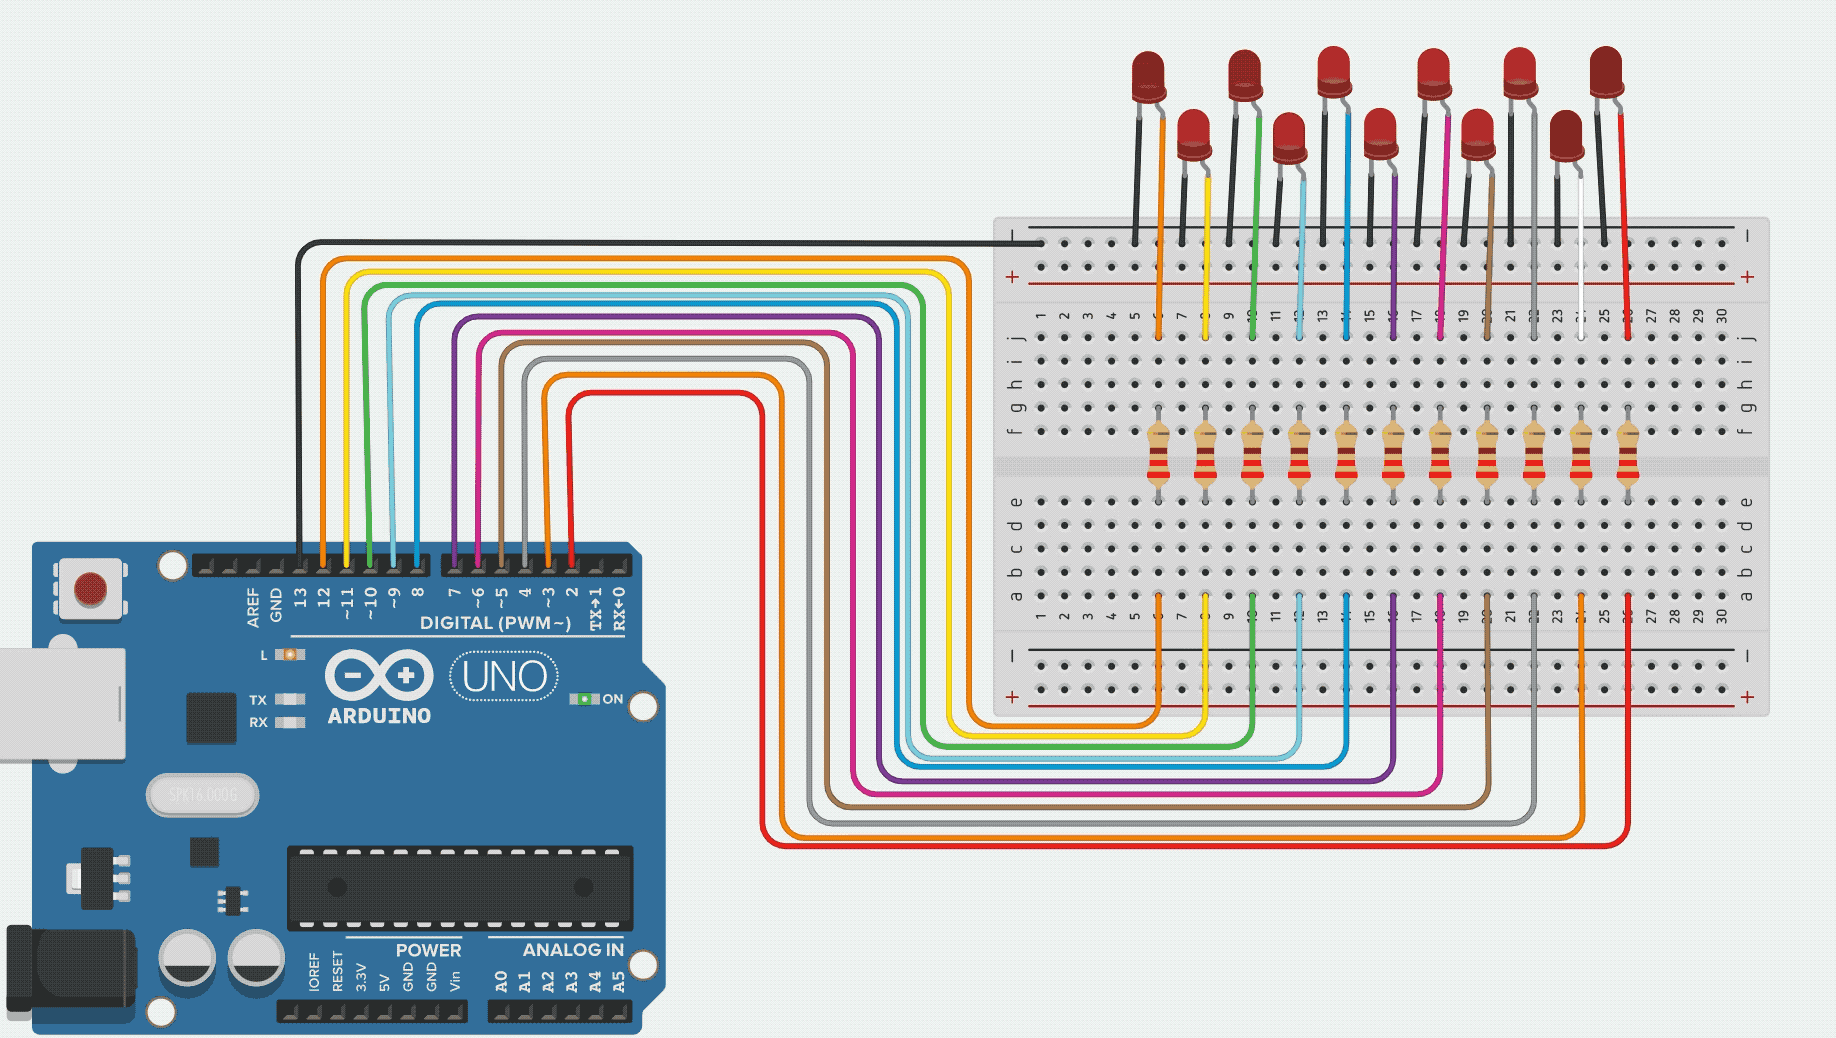 − −
+ +
1 2 3 4 5 6 7 8 9 10 11 12 13 14 15 16 17 18 19 20 21 22 23 24 25 26 27 28 29 30
j j
i i
h h
g g
f f
e e
d d
c c
b b
a a
1 2 3 4 5 6 7 8 9 10 11 12 13 14 15 16 17 18 19 20 21 22 23 24 25 26 27 28 29 30
− −
+ +
AREF GND 13 12 ~11 ~10 ~9 8 7 ~6 ~5 4 ~3 2 TX→1 RX←0
DIGITAL (PWM~)
L
UNO
TX
RX
ON
ARDUINO
SPK16.000G
POWER ANALOG IN
IOREF RESET 3.3V 5V GND GND Vin A0 A1 A2 A3 A4 A5